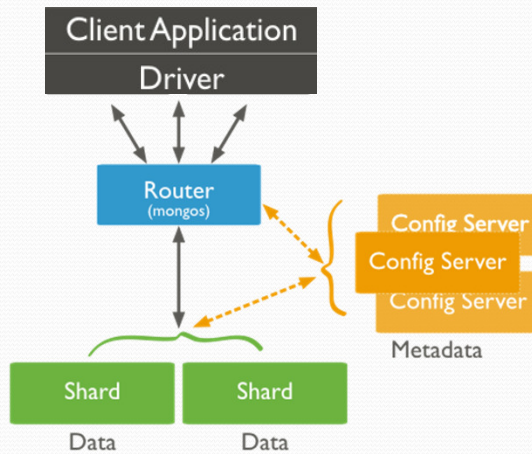 Client Application
Driver
Router
(mongos)
Config Server
Config Server
Config Server
Metadata
Shard
Shard
Data
Data